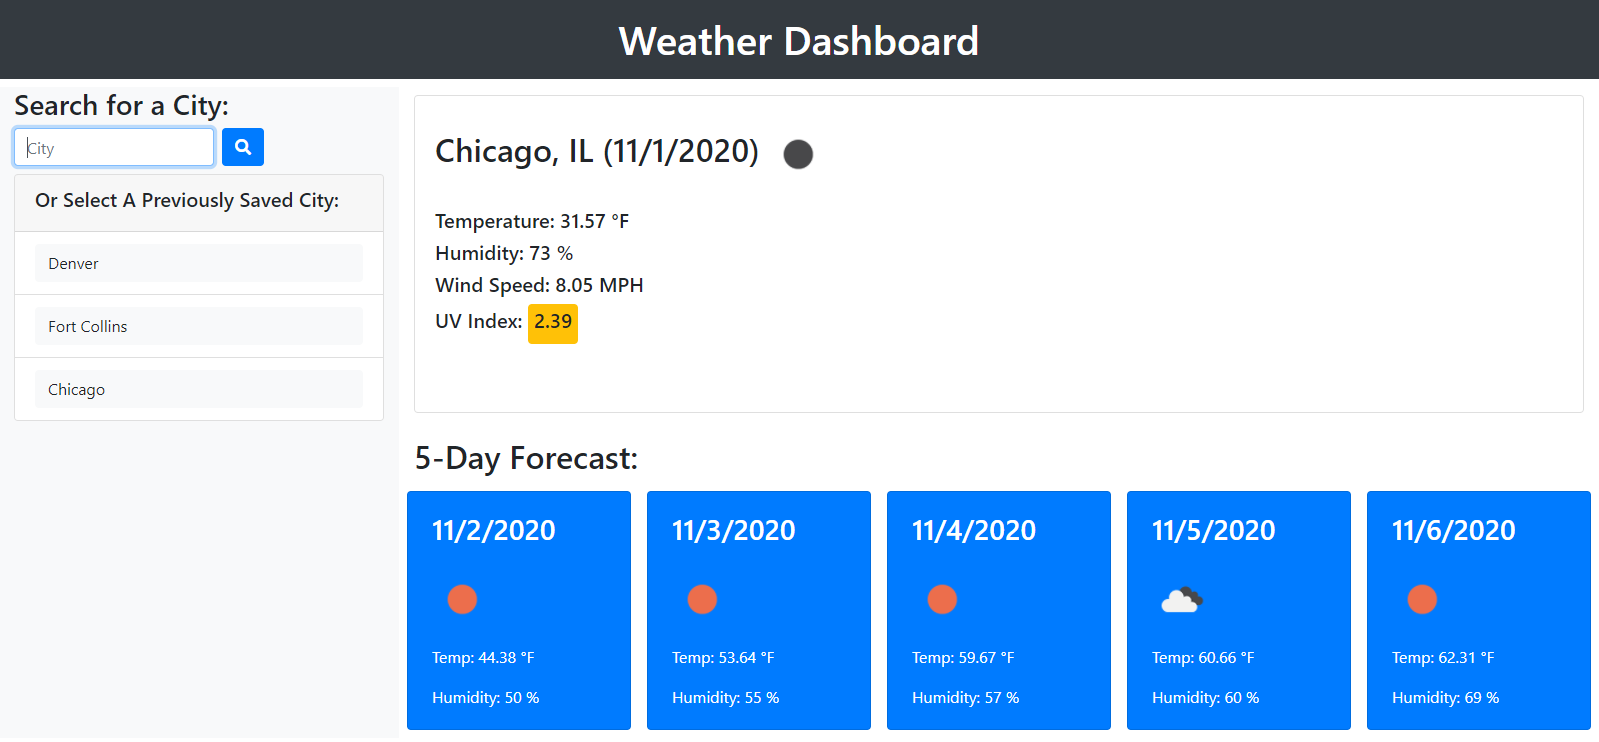 Weather Dashboard
Search for a City:
City
Or Select A Previously Saved City:
Denver
Fort Collins
Chicago
Chicago, IL (11/1/2020)
Temperature: 31.57 °F
Humidity: 73 %
Wind Speed: 8.05 MPH
UV Index: 2.39
5-Day Forecast:
11/2/2020
Temp: 44.38 °F
Humidity: 50 %
11/3/2020
Temp: 53.64 °F
Humidity: 55 %
11/4/2020
Temp: 59.67 °F
Humidity: 57 %
11/5/2020
Temp: 60.66 °F
Humidity: 60 %
11/6/2020
Temp: 62.31 °F
Humidity: 69 %